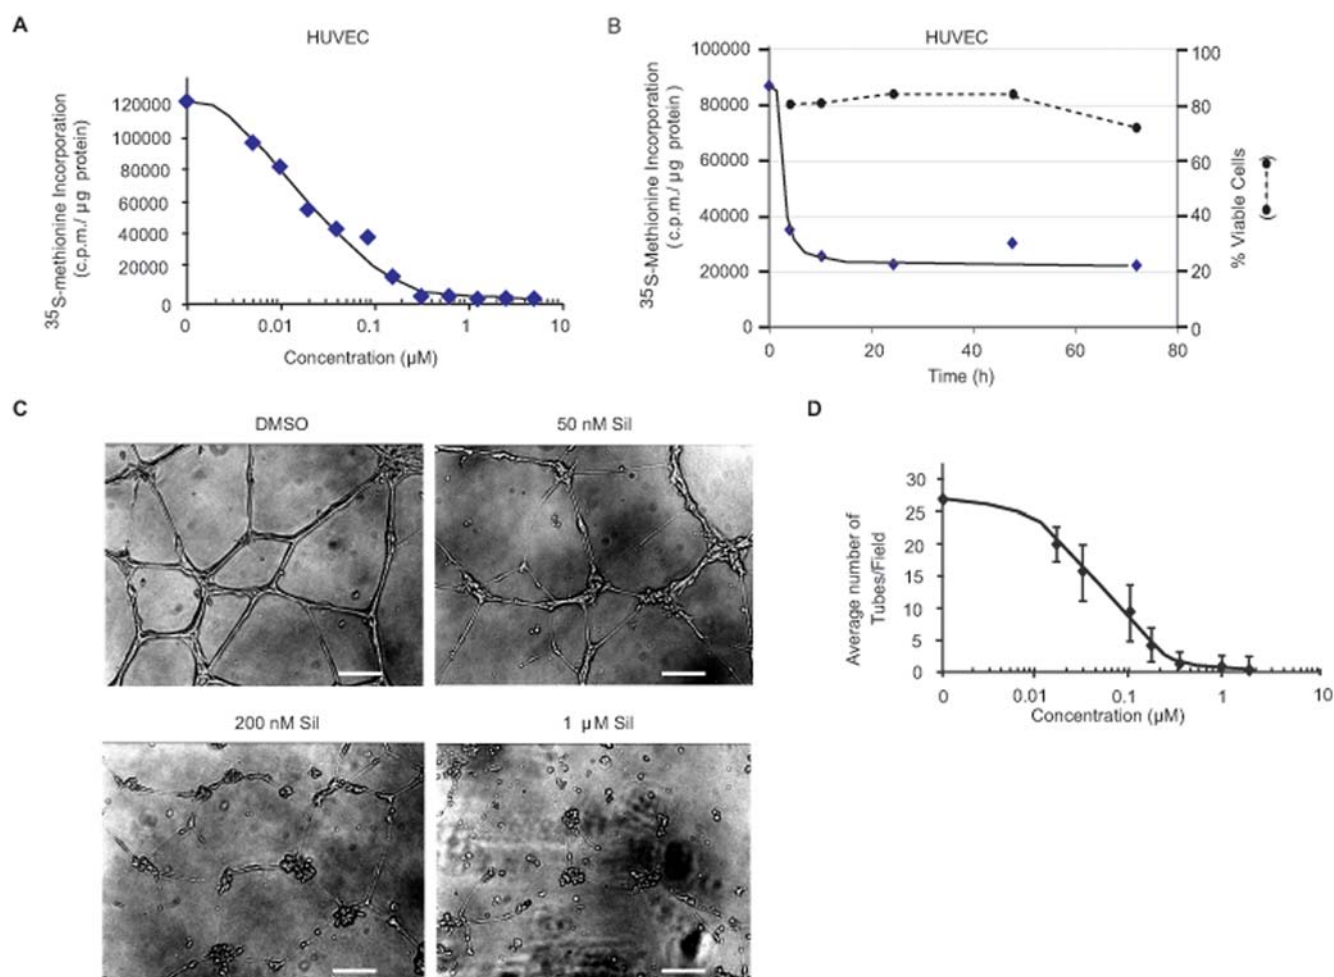 A
HUVEC
35S-methionine Incorporation
(c.p.m./ µg protein)
120000
100000
80000
60000
40000
20000
0
0 0.01 0.1 1 10
Concentration (µM)
B
HUVEC
35S-Methionine Incorporation
( c.p.m./ µg protein )
100000
80000
60000
40000
20000
0
100
80
60
40
20
0
% Viable Cells
( )
0 20 40 60 80
Time (h)
C
DMSO
50 nM Sil
200 nM Sil
1 µM Sil
D
Average number of
Tubes/Field
30
25
20
15
10
5
0
0 0.01 0.1 1 10
Concentration (µM)